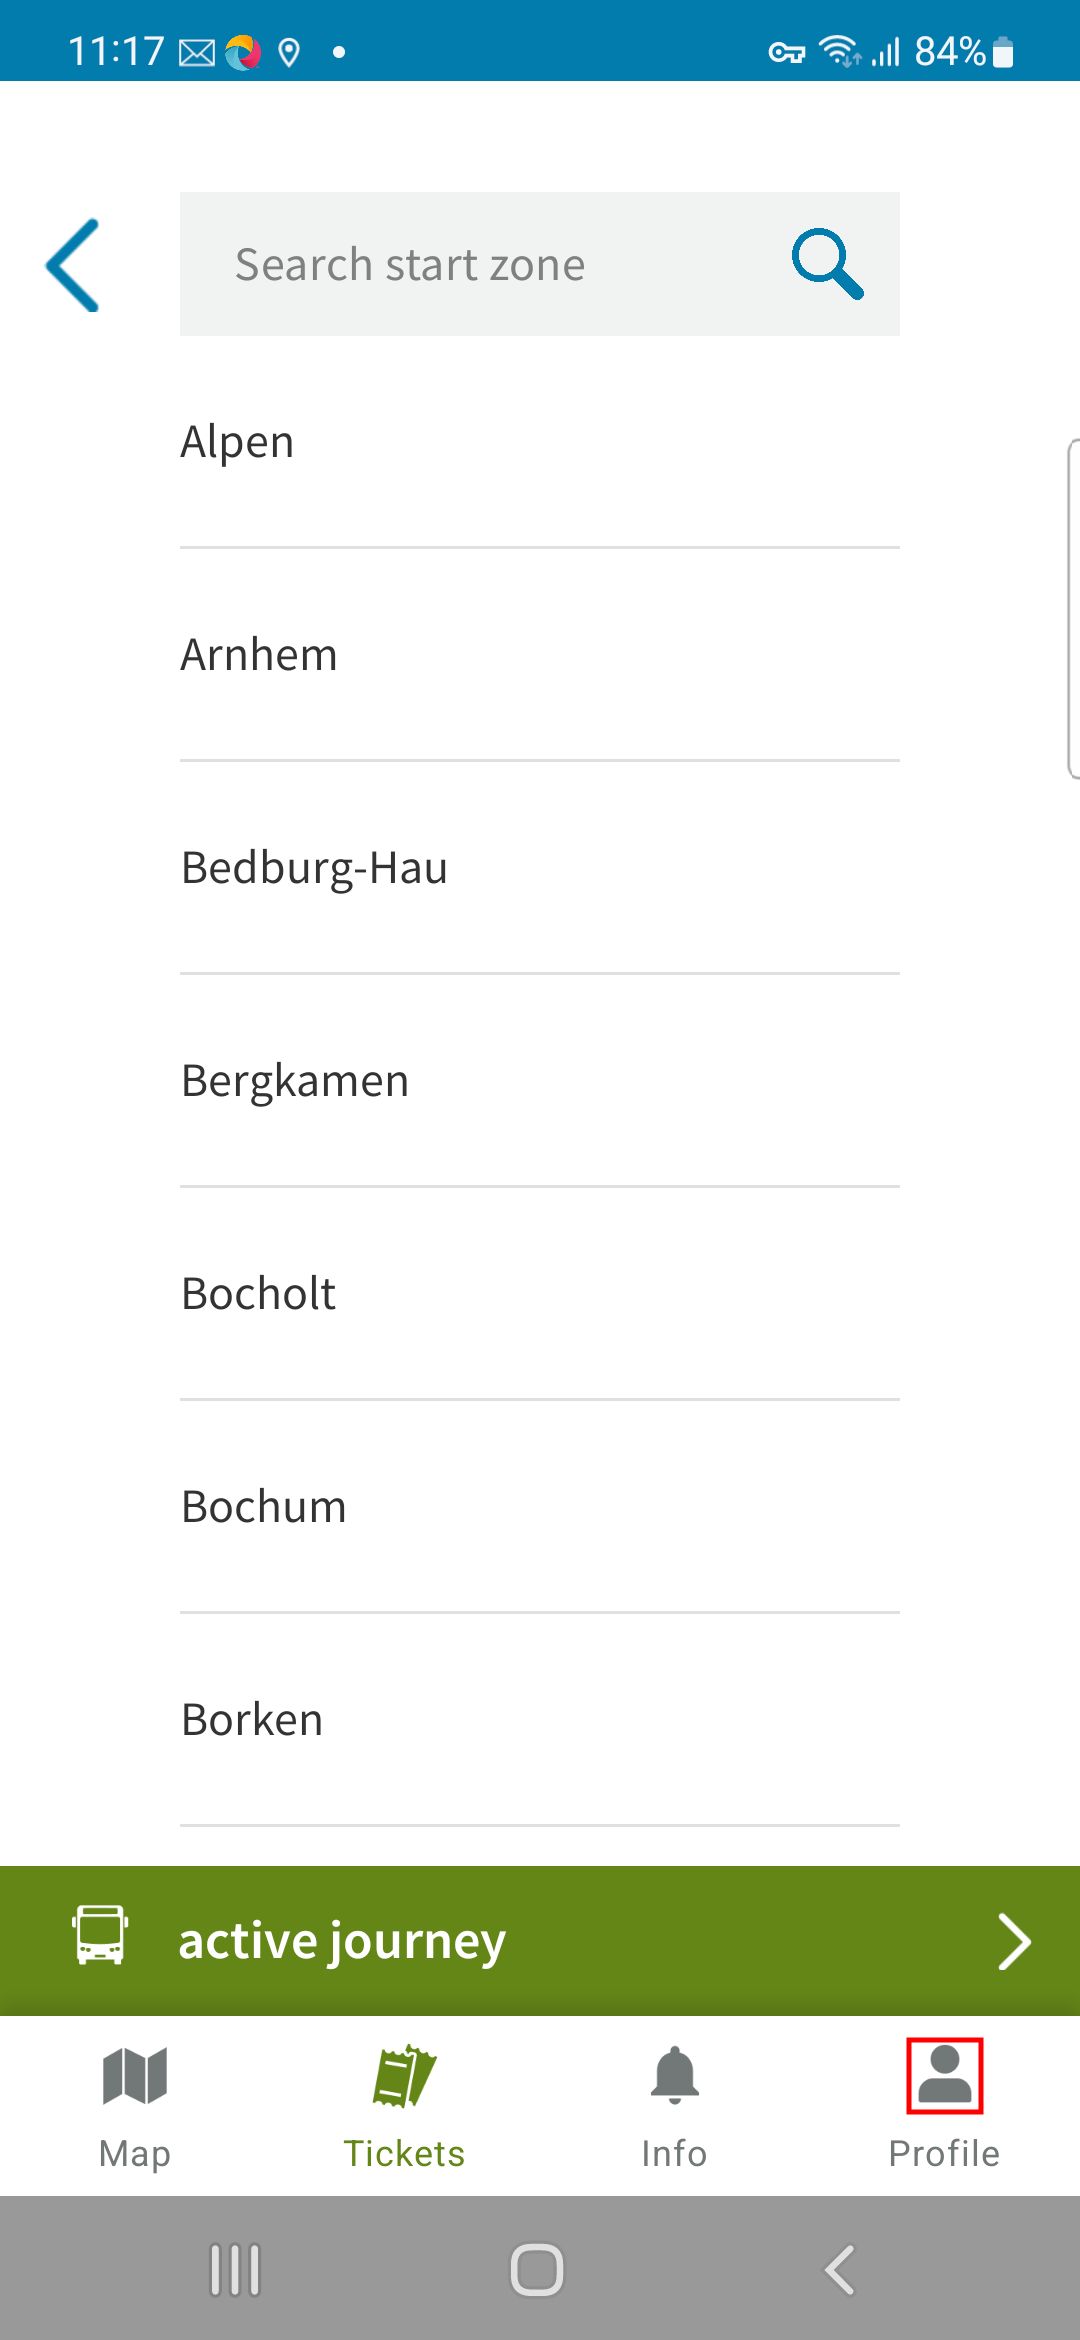 11:17 84%
Search start zone
Alpen
Arnhem
Bedburg-Hau
Bergkamen
Bocholt
Bochum
Borken
active journey
Map Tickets Info Profile